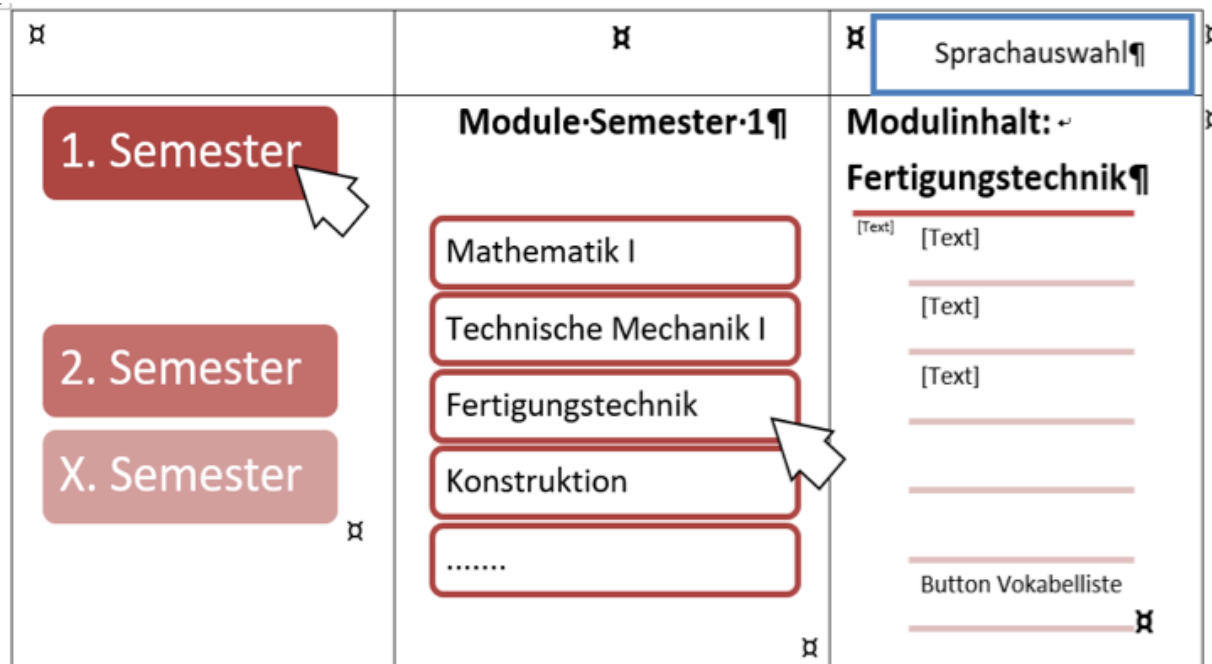 Sprachauswahl¶
1. Semester
2. Semester
X. Semester
Module·Semester·1¶
Mathematik I
Technische Mechanik I
Fertigungstechnik
Konstruktion
.......
Modulinhalt:↵
Fertigungstechnik¶
[Text]
[Text]
[Text]
[Text]
Button Vokabelliste